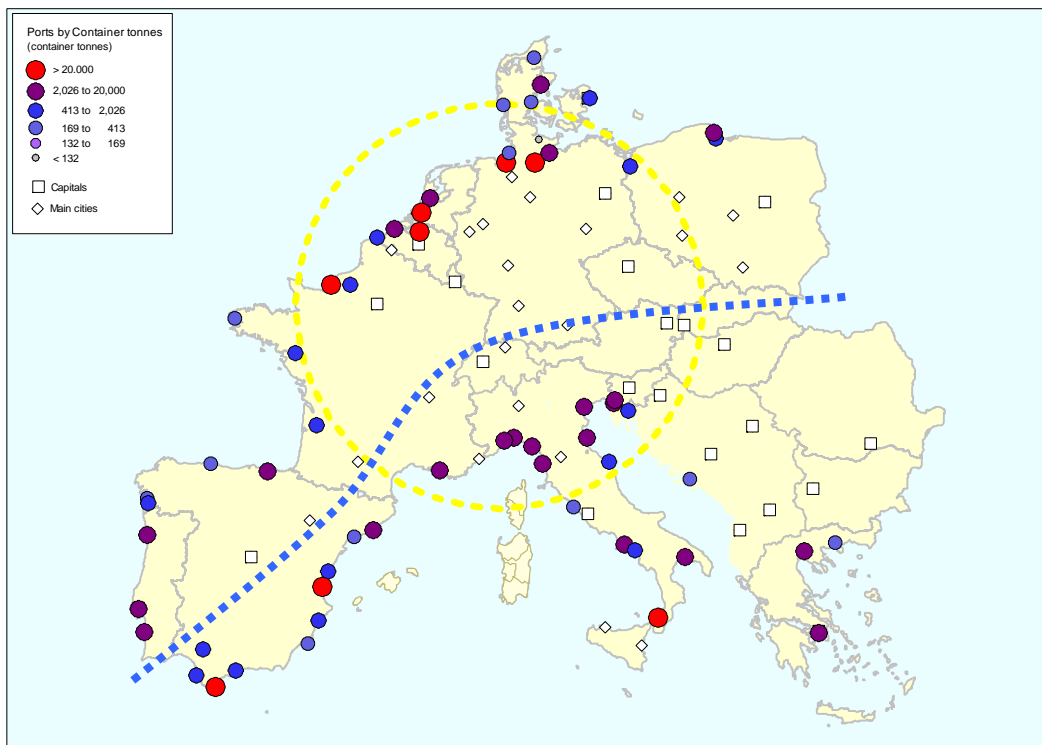 Ports by Container tonnes
(container tonnes)
> 20.000
2,026 to 20,000
413 to 2,026
169 to 413
132 to 169
< 132
Capitals
Main cities